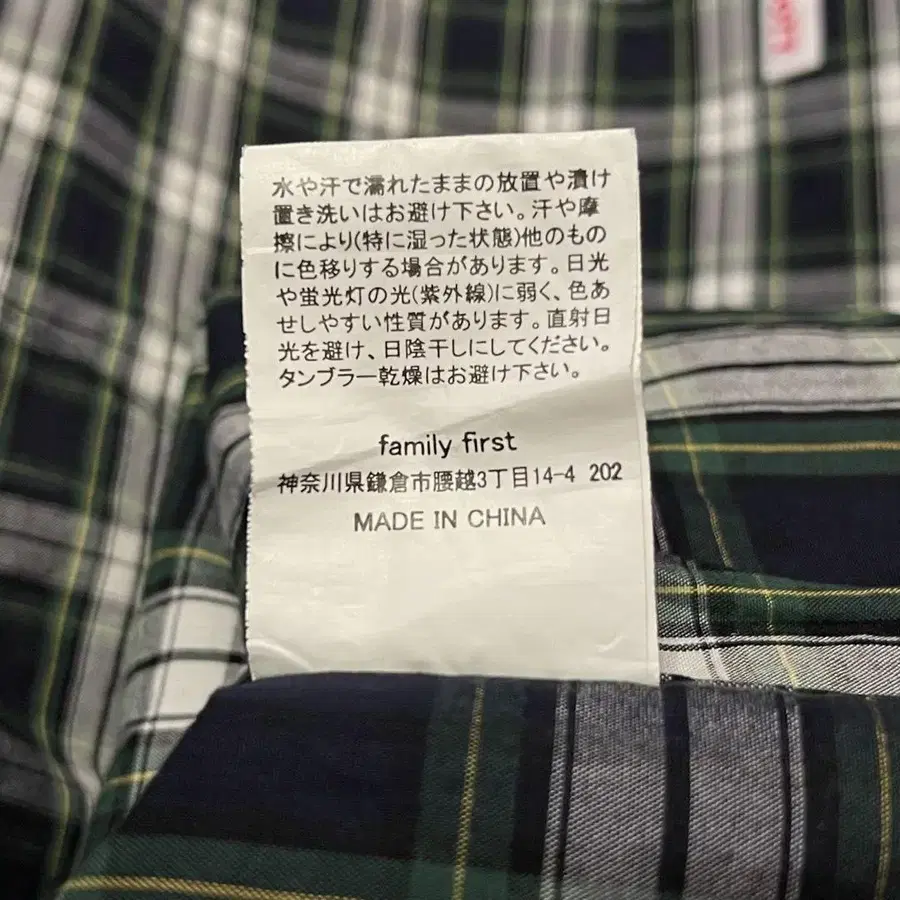 水や汗で濡れたままの放置や漬け
置き洗いはお避け下さい。汗や摩
擦により(特に湿った状態)他のもの
に色移りする場合があります。日光
や蛍光灯の光(紫外線)に弱く、色あ
せしやすい性質があります。直射日
光を避け、日陰干しにしてください。
タンブラー乾燥はお避け下さい。
family first
神奈川県鎌倉市腰越3丁目14-4 202
MADE IN CHINA